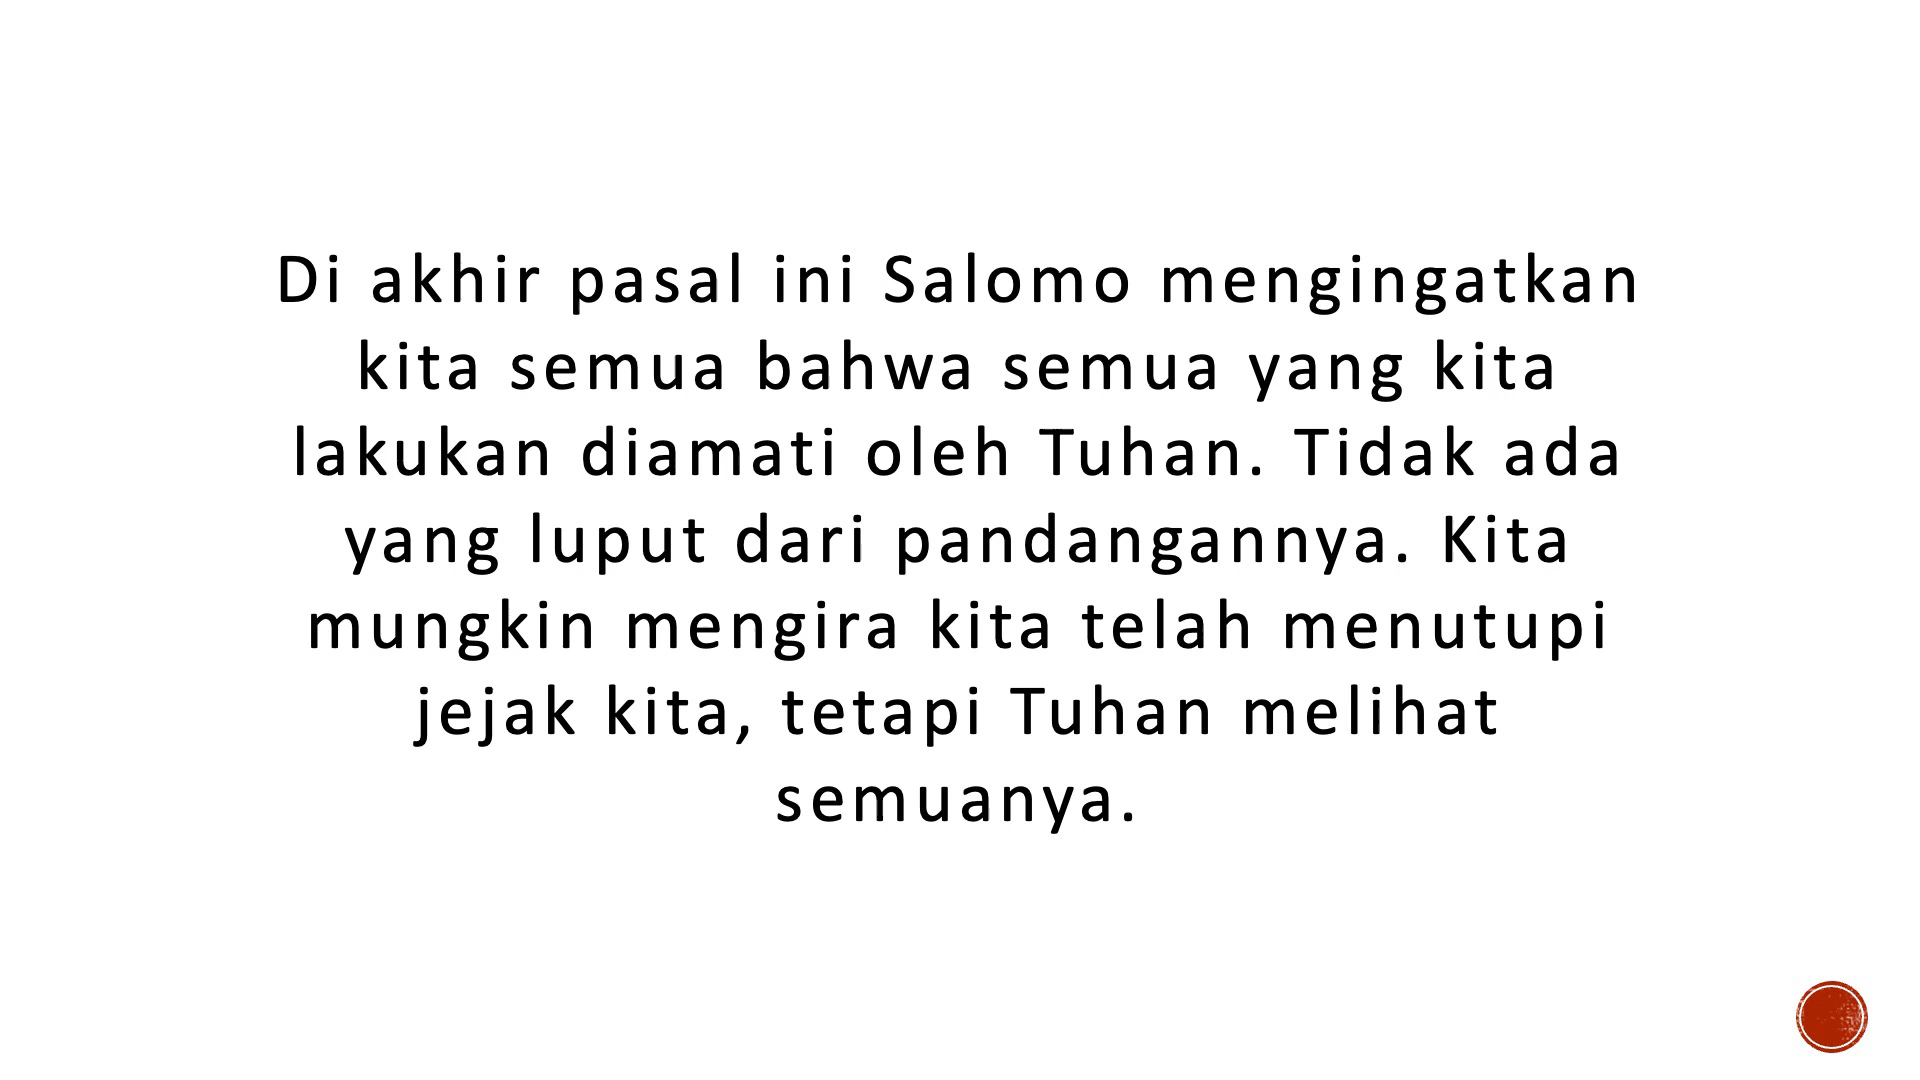 Di akhir pasal ini Salomo mengingatkan
kita semua bahwa semua yang kita
lakukan diamati oleh Tuhan. Tidak ada
yang luput dari pandangannya. Kita
mungkin mengira kita telah menutupi
jejak kita, tetapi Tuhan melihat
semuanya.